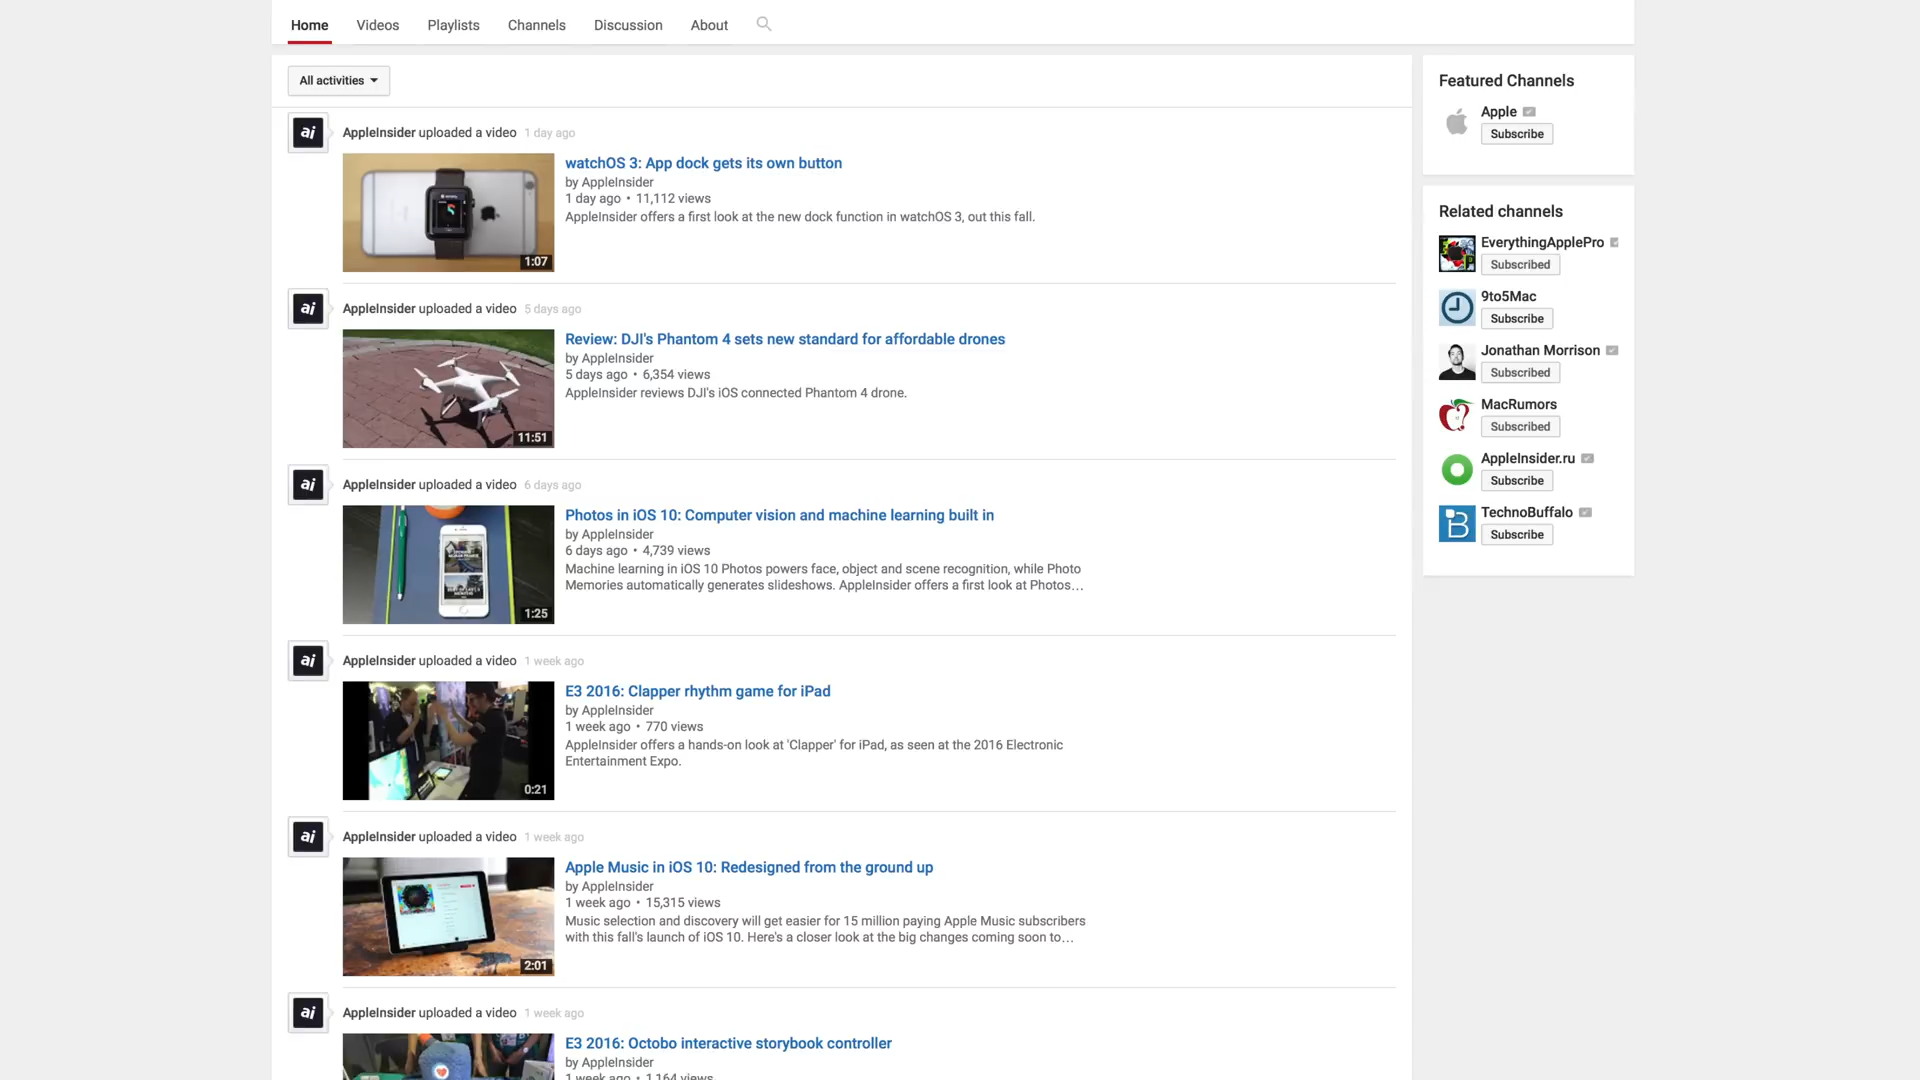 Home Videos Playlists Channels Discussion About
All activities
AppleInsider uploaded a video 1 day ago
ai
1:07
watchOS 3: App dock gets its own button
by AppleInsider
1 day ago • 11,112 views
AppleInsider offers a first look at the new dock function in watchOS 3, out this fall.
AppleInsider uploaded a video 5 days ago
ai
11:51
Review: DJI's Phantom 4 sets new standard for affordable drones
by AppleInsider
5 days ago • 6,354 views
AppleInsider reviews DJI's iOS connected Phantom 4 drone.
AppleInsider uploaded a video 6 days ago
ai
1:25
Photos in iOS 10: Computer vision and machine learning built in
by AppleInsider
6 days ago • 4,739 views
Machine learning in iOS 10 Photos powers face, object and scene recognition, while Photo
Memories automatically generates slideshows. AppleInsider offers a first look at Photos…
AppleInsider uploaded a video 1 week ago
ai
0:21
E3 2016: Clapper rhythm game for iPad
by AppleInsider
1 week ago • 770 views
AppleInsider offers a hands-on look at 'Clapper' for iPad, as seen at the 2016 Electronic
Entertainment Expo.
AppleInsider uploaded a video 1 week ago
ai
2:01
Apple Music in iOS 10: Redesigned from the ground up
by AppleInsider
1 week ago • 15,315 views
Music selection and discovery will get easier for 15 million paying Apple Music subscribers
with this fall's launch of iOS 10. Here's a closer look at the big changes coming soon to…
AppleInsider uploaded a video 1 week ago
ai
E3 2016: Octobo interactive storybook controller
by AppleInsider
1 week ago • 1,164 views
Featured Channels
Apple
Subscribe
Related channels
EverythingApplePro
Subscribed
9to5Mac
Subscribe
Jonathan Morrison
Subscribed
MacRumors
Subscribed
AppleInsider.ru
Subscribe
TechnoBuffalo
Subscribe